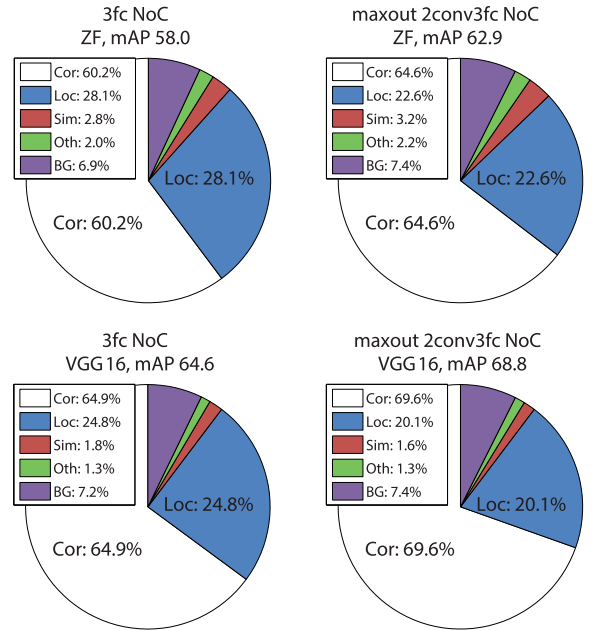 3fc NoC
ZF, mAP 58.0
Cor: 60.2%
Loc: 28.1%
Sim: 2.8%
Oth: 2.0%
BG: 6.9%
Loc: 28.1%
Cor: 60.2%
maxout 2conv3fc NoC
ZF, mAP 62.9
Cor: 64.6%
Loc: 22.6%
Sim: 3.2%
Oth: 2.2%
BG: 7.4%
Loc: 22.6%
Cor: 64.6%
3fc NoC
VGG16, mAP 64.6
Cor: 64.9%
Loc: 24.8%
Sim: 1.8%
Oth: 1.3%
BG: 7.2%
Loc: 24.8%
Cor: 64.9%
maxout 2conv3fc NoC
VGG16, mAP 68.8
Cor: 69.6%
Loc: 20.1%
Sim: 1.6%
Oth: 1.3%
BG: 7.4%
Loc: 20.1%
Cor: 69.6%